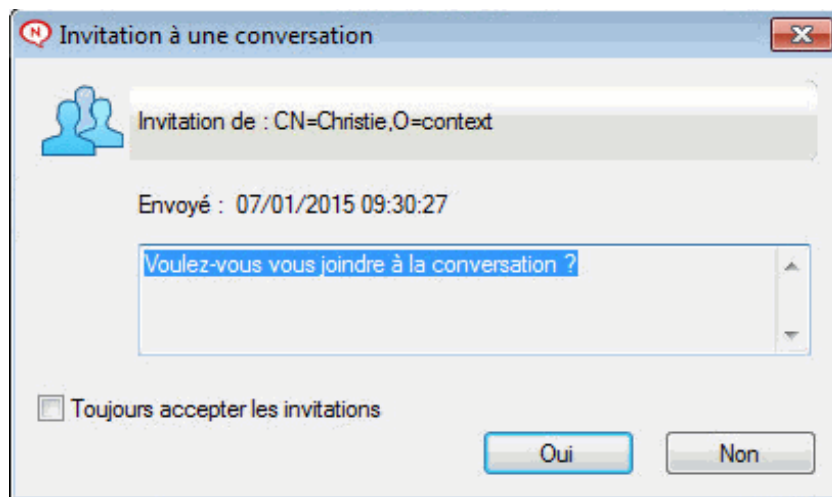 Invitation à une conversation
Invitation de : CN=Christie,O=context
Envoyé : 07/01/2015 09:30:27
Voulez-vous vous joindre à la conversation ?
Toujours accepter les invitations
Oui
Non